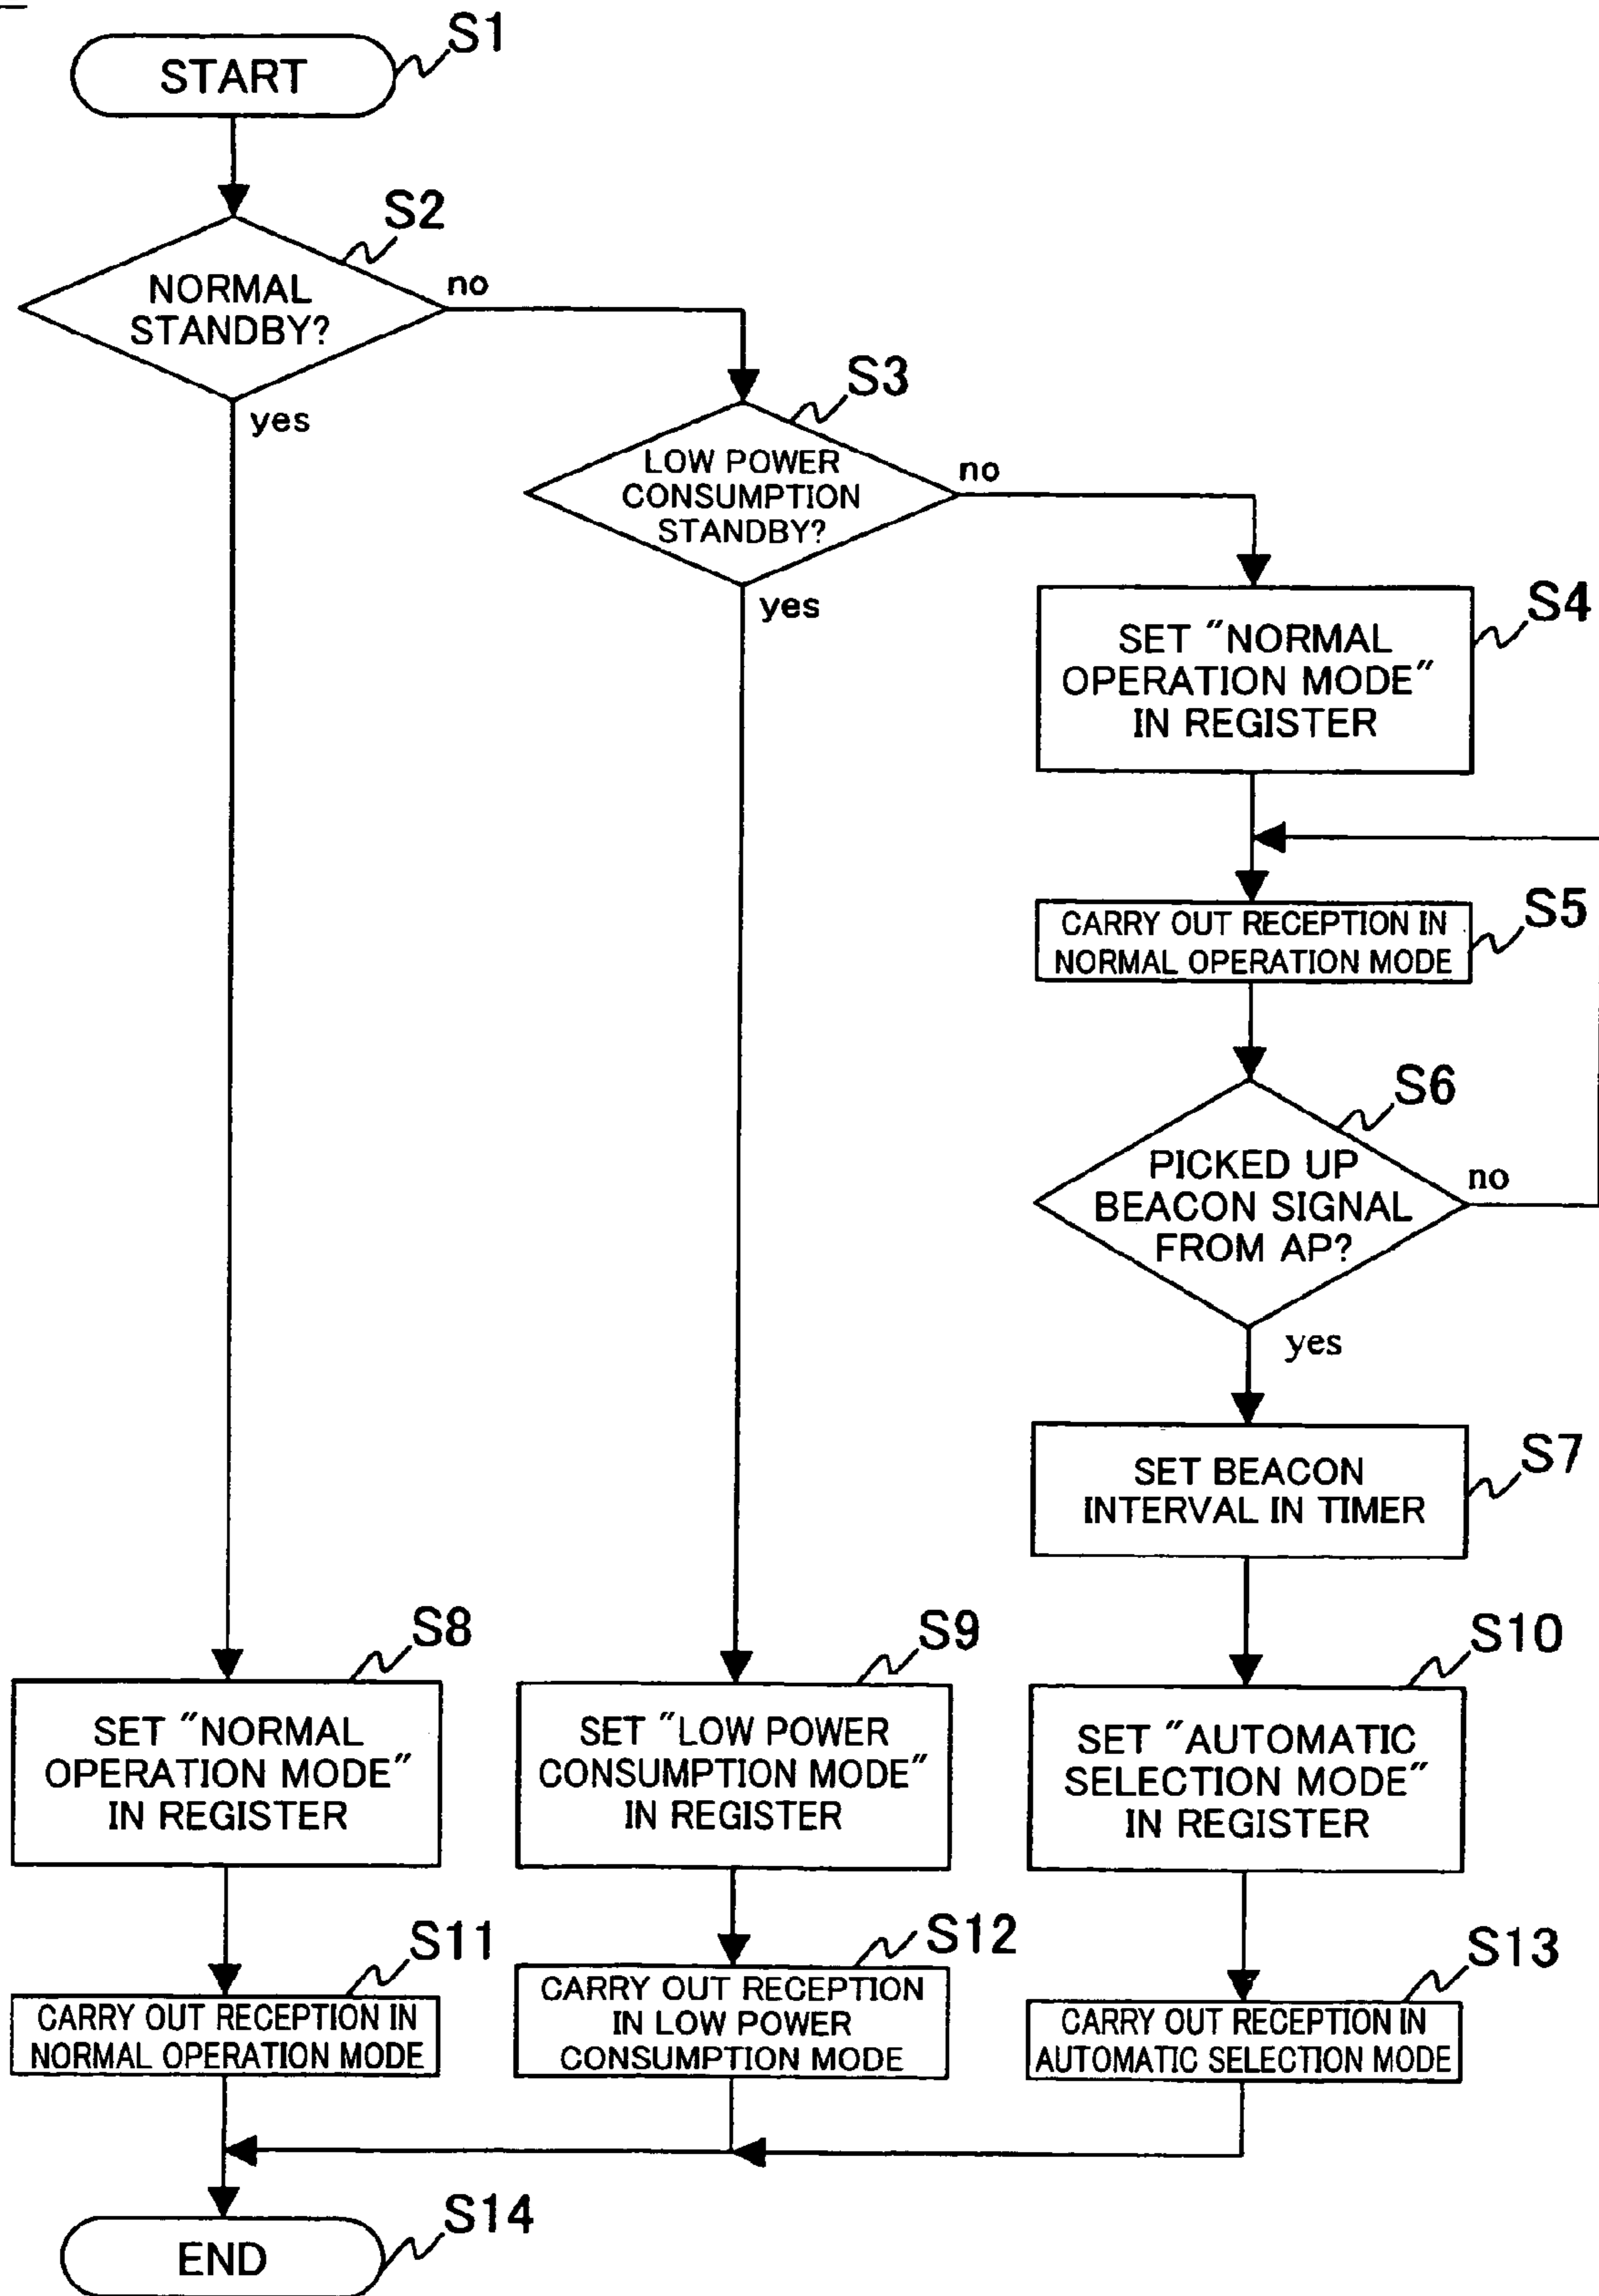 START
S1
NORMAL
STANDBY?
S2
no
yes
LOW POWER
CONSUMPTION
STANDBY?
S3
no
yes
SET "NORMAL
OPERATION MODE"
IN REGISTER
S4
CARRY OUT RECEPTION IN
NORMAL OPERATION MODE
S5
PICKED UP
BEACON SIGNAL
FROM AP?
S6
no
yes
SET BEACON
INTERVAL IN TIMER
S7
SET "NORMAL
OPERATION MODE"
IN REGISTER
S8
SET "LOW POWER
CONSUMPTION MODE"
IN REGISTER
S9
SET "AUTOMATIC
SELECTION MODE"
IN REGISTER
S10
CARRY OUT RECEPTION IN
NORMAL OPERATION MODE
S11
CARRY OUT RECEPTION
IN LOW POWER
CONSUMPTION MODE
S12
CARRY OUT RECEPTION IN
AUTOMATIC SELECTION MODE
S13
END
S14